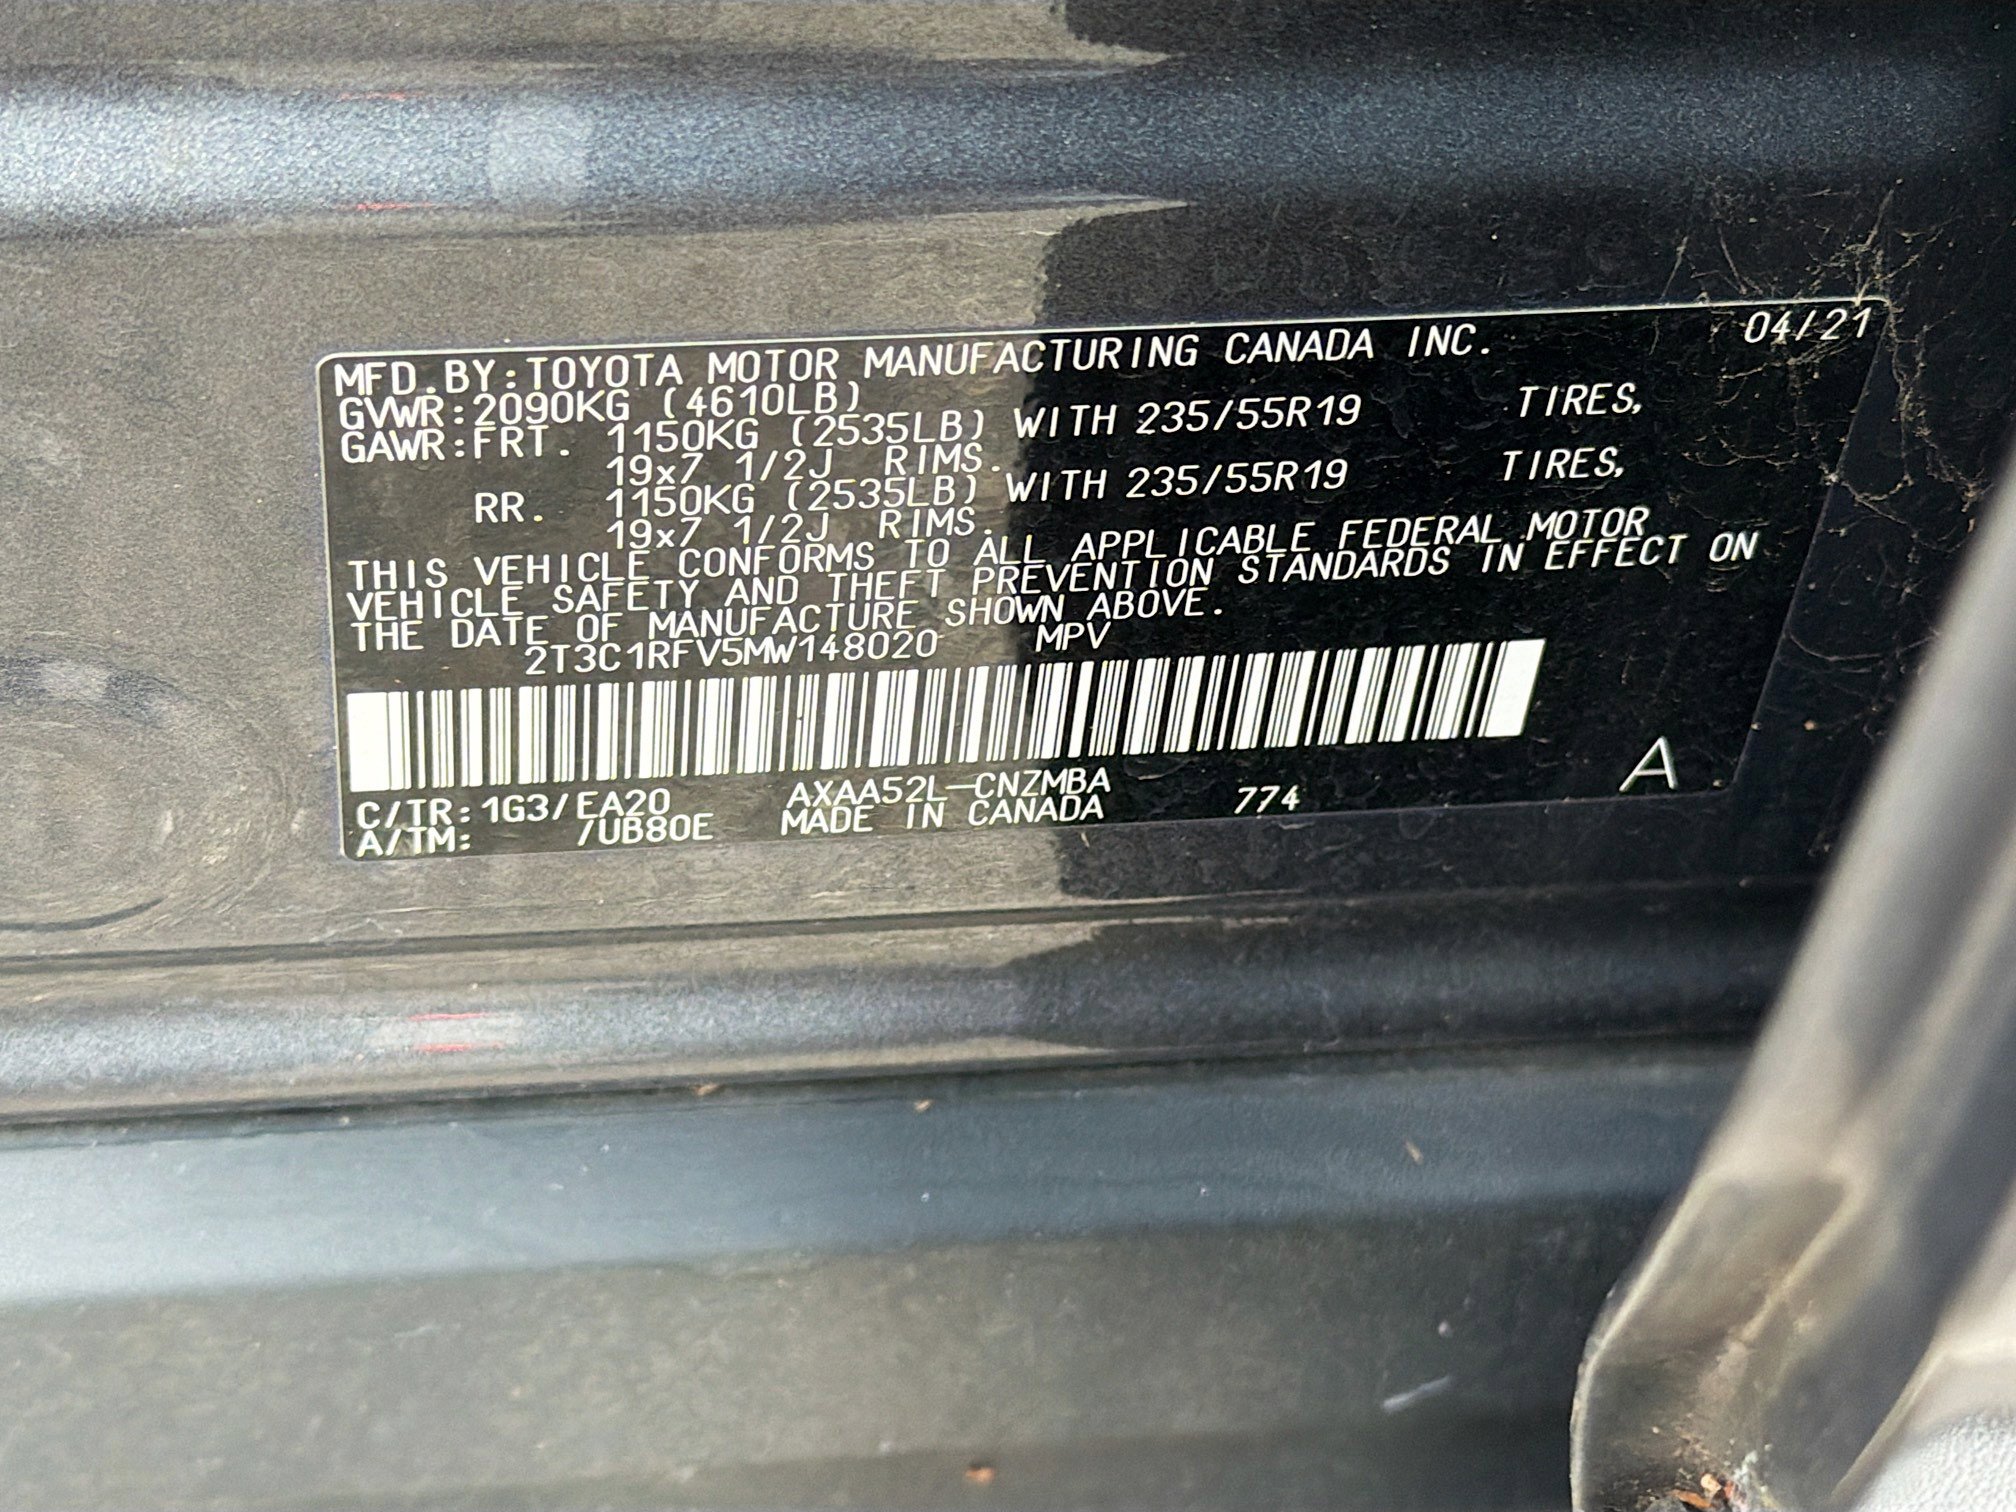 MFD.BY:TOYOTA MOTOR MANUFACTURING CANADA INC. 04/21
GVWR:2090KG (4610LB)
GAWR:FRT. 1150KG (2535LB) WITH 235/55R19 TIRES,
19x7 1/2J RIMS.
RR. 1150KG (2535LB) WITH 235/55R19 TIRES,
19x7 1/2J RIMS.
THIS VEHICLE CONFORMS TO ALL APPLICABLE FEDERAL MOTOR
VEHICLE SAFETY AND THEFT PREVENTION STANDARDS IN EFFECT ON
THE DATE OF MANUFACTURE SHOWN ABOVE.
2T3C1RFV5MW148020 MPV
C/TR:1G3/EA20 AXAA52L-CNZMBA 774 A
A/TM: /UB80E MADE IN CANADA